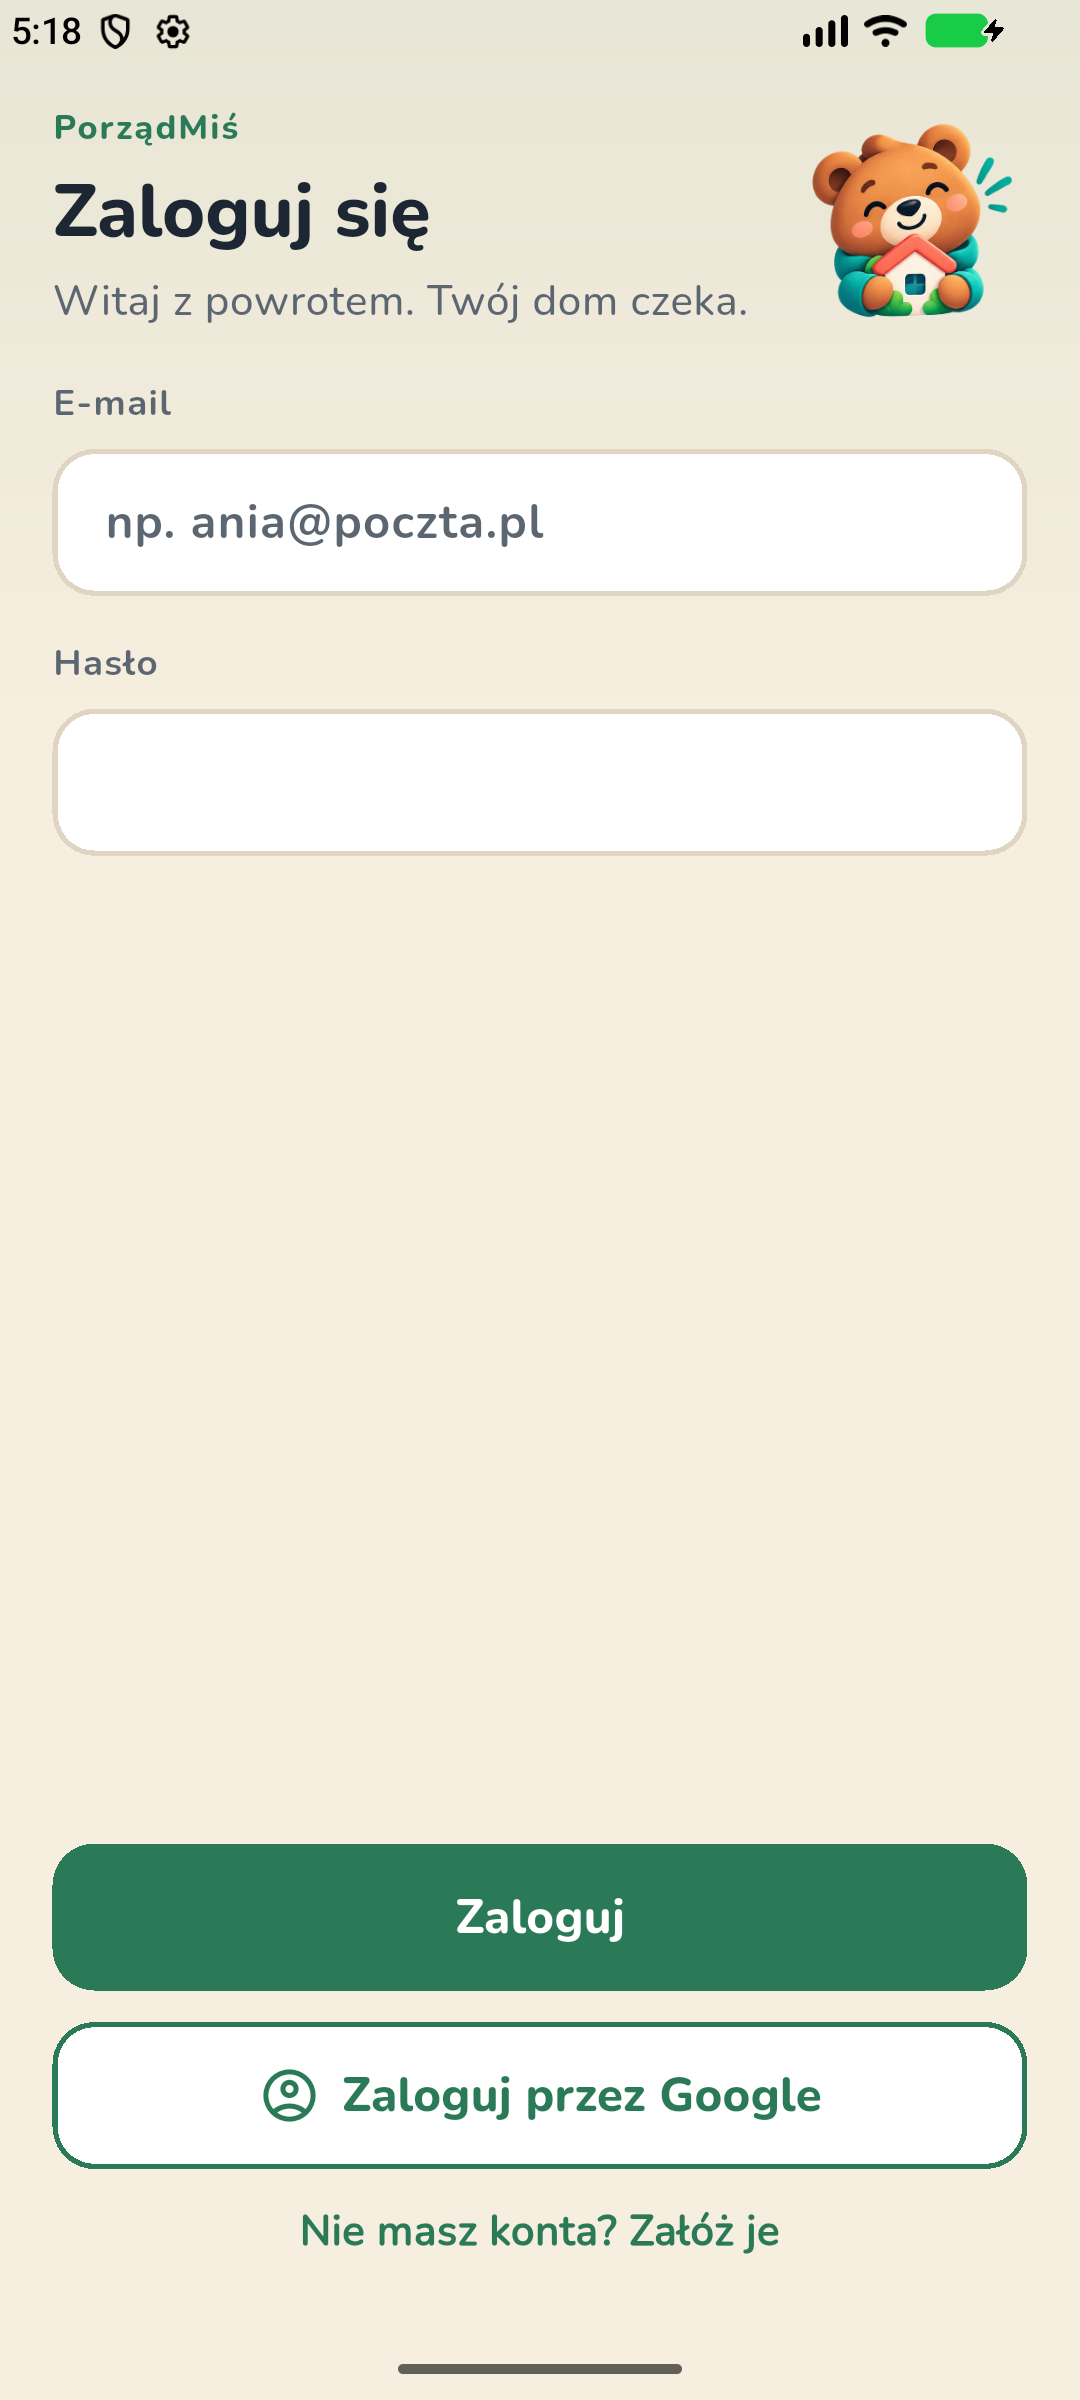 5:18
PorządMiś
Zaloguj się
Witaj z powrotem. Twój dom czeka.
E-mail
np. ania@poczta.pl
Hasło
Zaloguj
Zaloguj przez Google
Nie masz konta? Załóż je